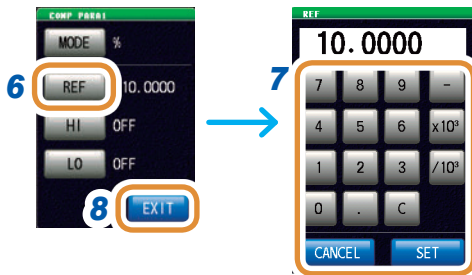 COMP PARA1
MODE %
6 REF 10.0000
HI OFF
LO OFF
8 EXIT
REF
10.0000
7
7 8 9 -
4 5 6 x10³
1 2 3 /10³
0 . C
CANCEL SET